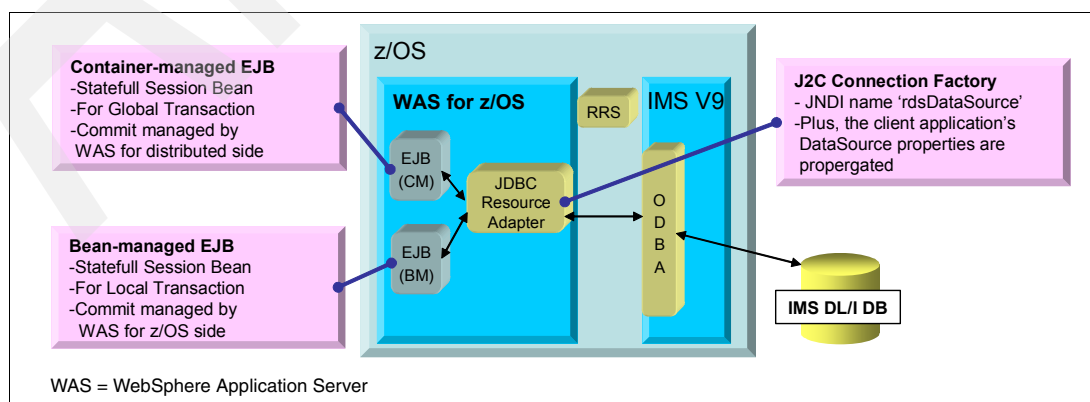 Container-managed EJB
-Statefull Session Bean
-For Global Transaction
-Commit managed by
WAS for distributed side
Bean-managed EJB
-Statefull Session Bean
-For Local Transaction
-Commit managed by
WAS for z/OS side
z/OS
WAS for z/OS
EJB
(CM)
EJB
(BM)
JDBC
Resource
Adapter
RRS
IMS V9
O
D
B
A
J2C Connection Factory
- JNDI name ‘rdsDataSource’
-Plus, the client application’s
DataSource properties are
propergated
IMS DL/I DB
WAS = WebSphere Application Server